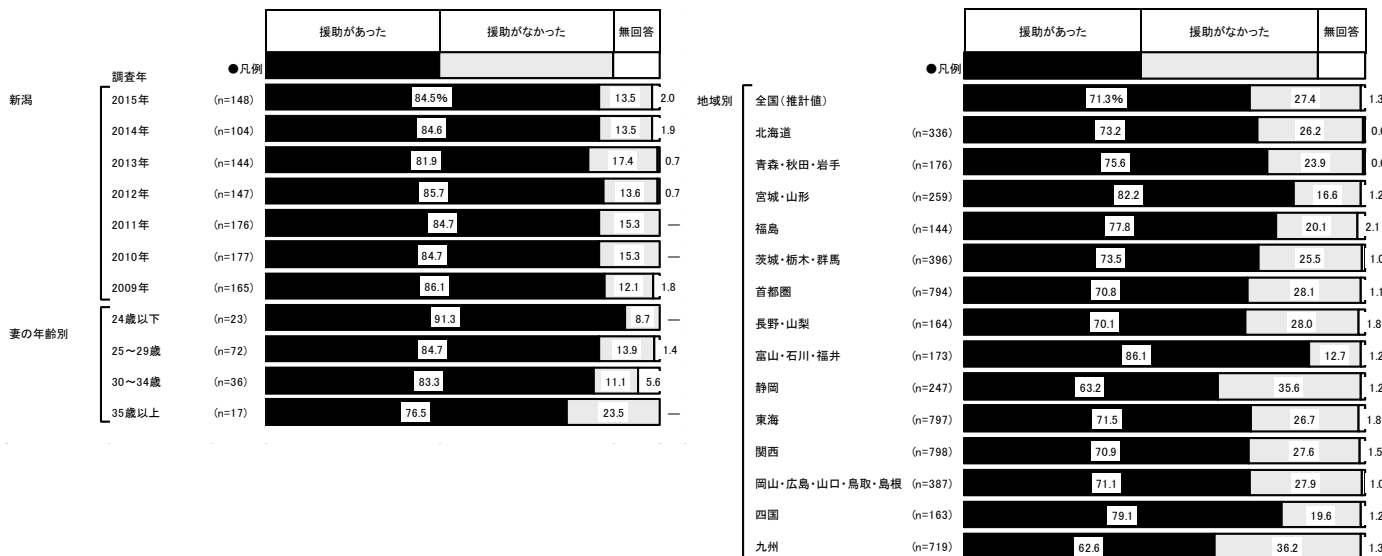 援助があった 援助がなかった 無回答
●凡例
調査年
新潟 2015年 (n=148) 84.5% 13.5 2.0
2014年 (n=104) 84.6 13.5 1.9
2013年 (n=144) 81.9 17.4 0.7
2012年 (n=147) 85.7 13.6 0.7
2011年 (n=176) 84.7 15.3 —
2010年 (n=177) 84.7 15.3 —
2009年 (n=165) 86.1 12.1 1.8
妻の年齢別 24歳以下 (n=23) 91.3 8.7 —
25～29歳 (n=72) 84.7 13.9 1.4
30～34歳 (n=36) 83.3 11.1 5.6
35歳以上 (n=17) 76.5 23.5 —
援助があった 援助がなかった 無回答
●凡例
地域別 全国(推計値) 71.3% 27.4 1.3
北海道 (n=336) 73.2 26.2 0.6
青森・秋田・岩手 (n=176) 75.6 23.9 0.6
宮城・山形 (n=259) 82.2 16.6 1.2
福島 (n=144) 77.8 20.1 2.1
茨城・栃木・群馬 (n=396) 73.5 25.5 1.0
首都圏 (n=794) 70.8 28.1 1.1
長野・山梨 (n=164) 70.1 28.0 1.8
富山・石川・福井 (n=173) 86.1 12.7 1.2
静岡 (n=247) 63.2 35.6 1.2
東海 (n=797) 71.5 26.7 1.8
関西 (n=798) 70.9 27.6 1.5
岡山・広島・山口・鳥取・島根 (n=387) 71.1 27.9 1.0
四国 (n=163) 79.1 19.6 1.2
九州 (n=719) 62.6 36.2 1.3